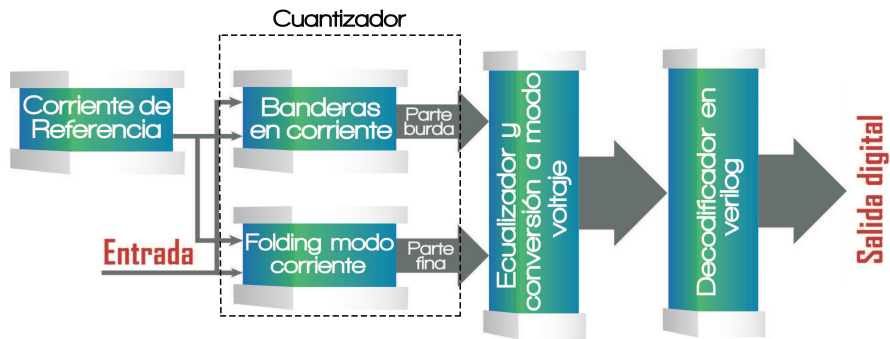 Cuantizador
Corriente de
Referencia
Banderas
en corriente
Parte
burda
Entrada
Folding modo
corriente
Parte
fina
Ecualizador y
conversión a modo
voltaje
Decodificador en
verilog
Salida digital